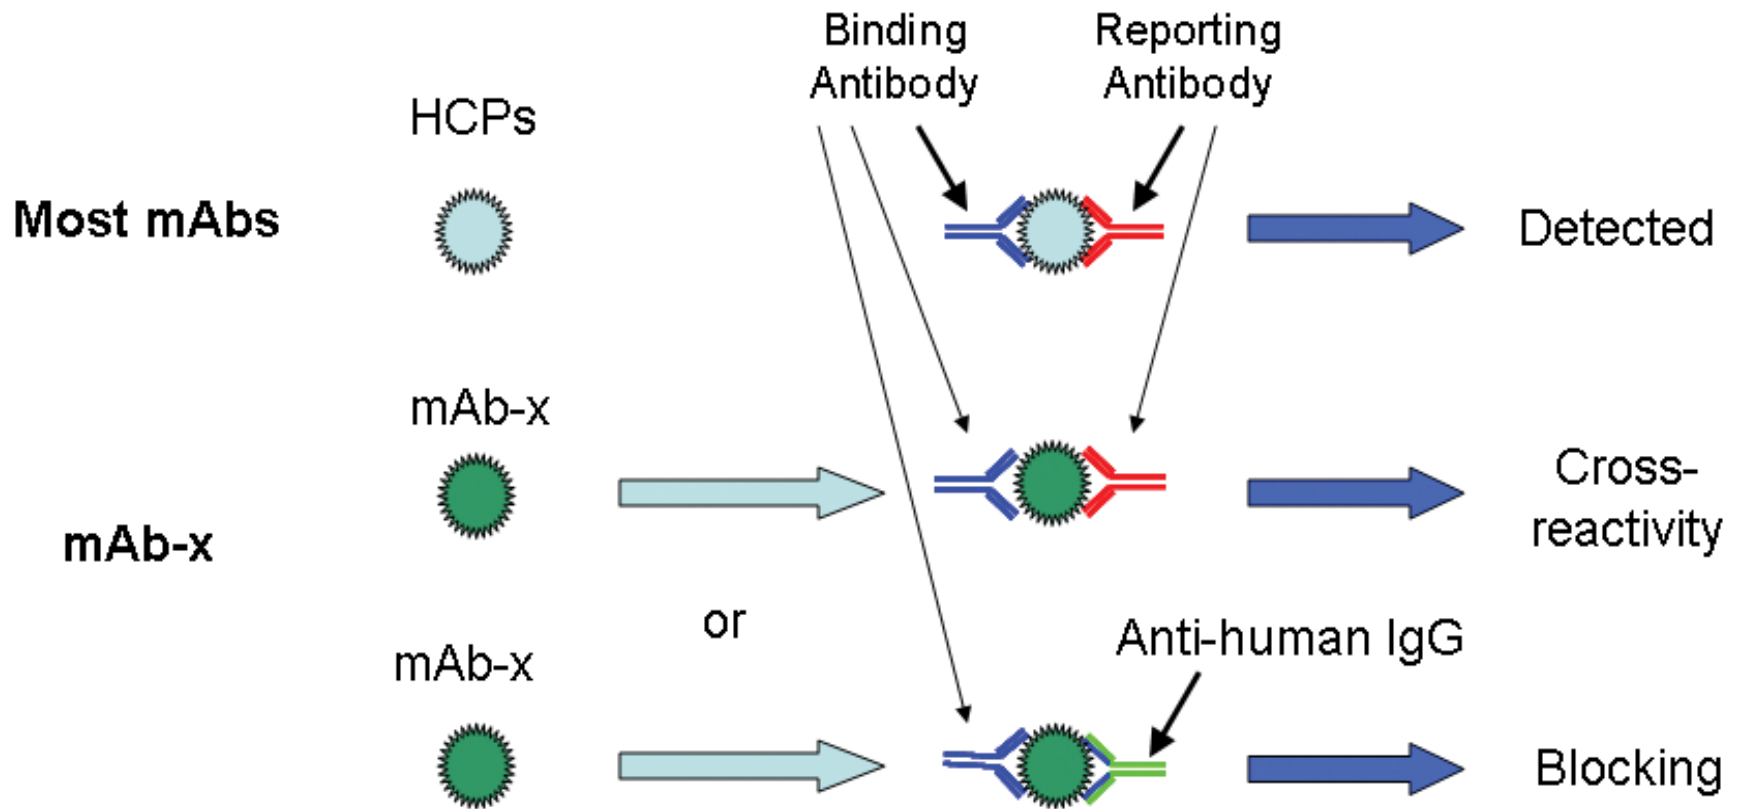 Binding
Antibody
Reporting
Antibody
HCPs
Most mAbs
Detected
mAb-x
Cross-
reactivity
mAb-x
or
Anti-human IgG
mAb-x
Blocking